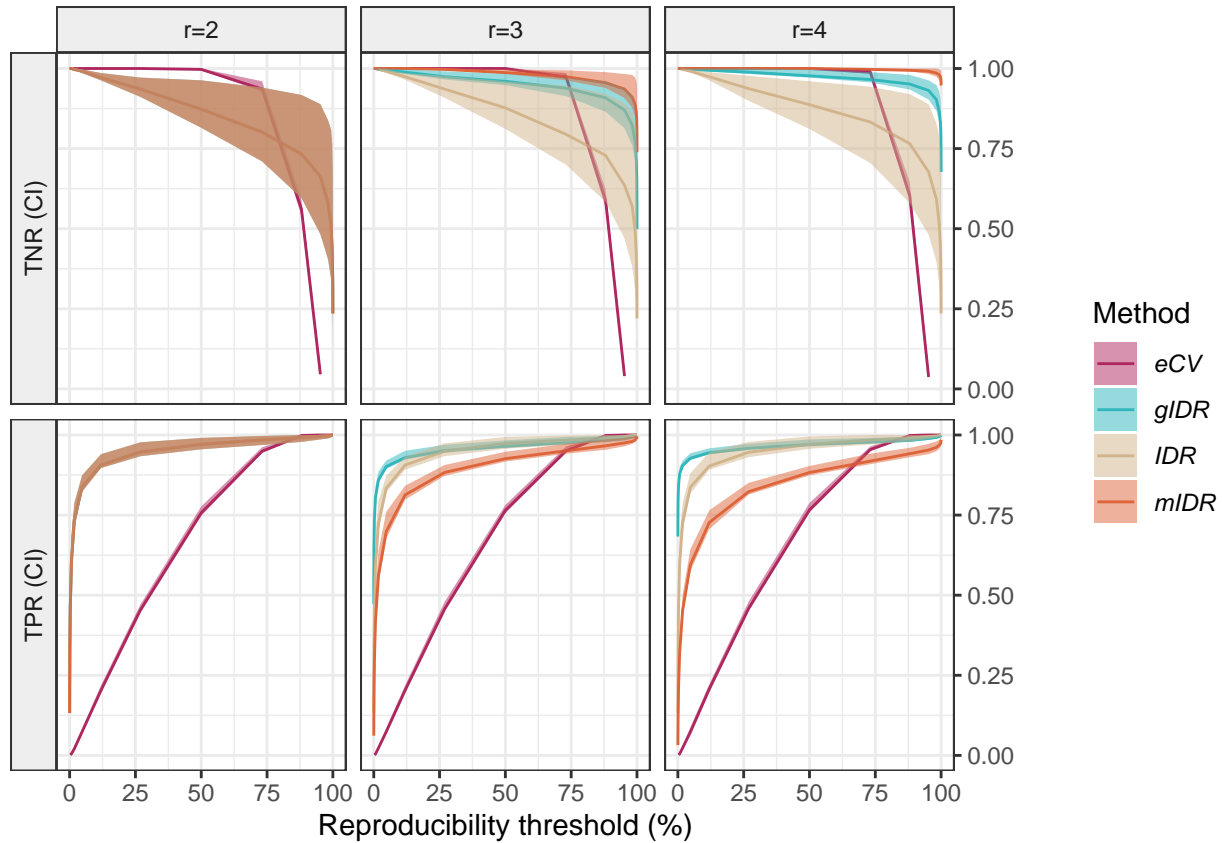 r=2
r=3
r=4
TNR (CI)
1.00
0.75
0.50
0.25
0.00
TPR (CI)
1.00
0.75
0.50
0.25
0.00
0 25 50 75 100
0 25 50 75 100
0 25 50 75 100
Reproducibility threshold (%)
Method
eCV
gIDR
IDR
mIDR